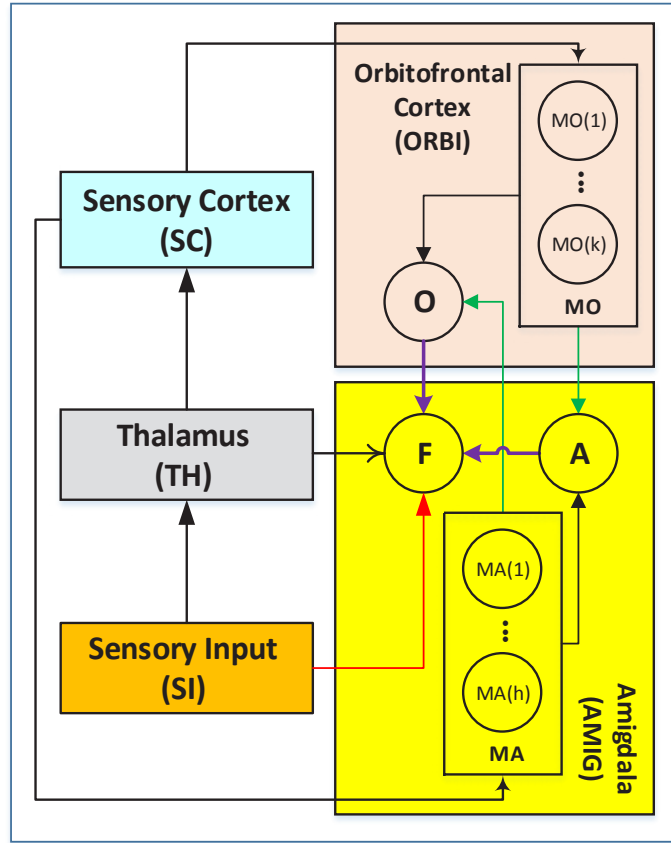 Orbitofrontal
Cortex
(ORBI)
MO(1)
...
MO(k)
MO
Sensory Cortex
(SC)
O
Thalamus
(TH)
F
A
Sensory Input
(SI)
MA(1)
...
MA(h)
MA
Amigdala
(AMIG)